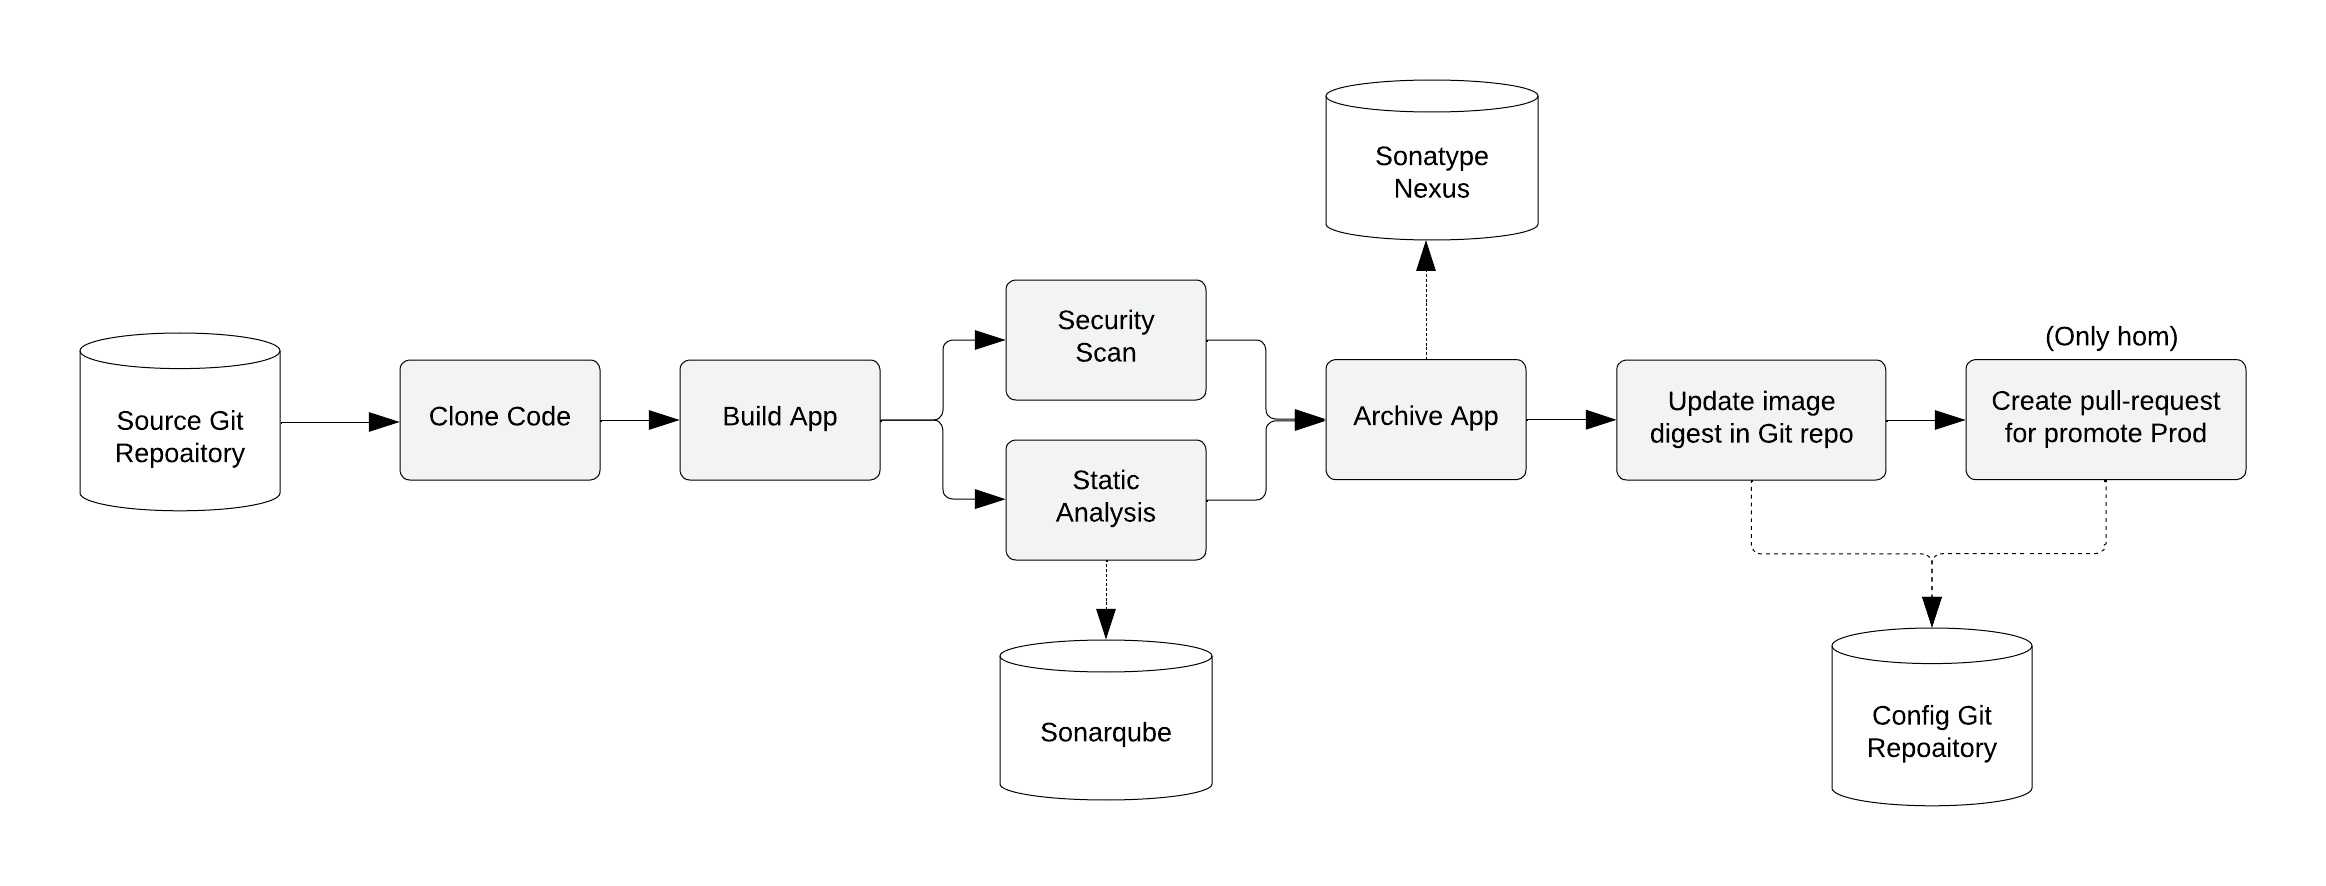 Sonatype
Nexus
Source Git
Repoaitory
Clone Code
Build App
Security
Scan
Static
Analysis
Archive App
Update image
digest in Git repo
(Only hom)
Create pull-request
for promote Prod
Sonarqube
Config Git
Repoaitory